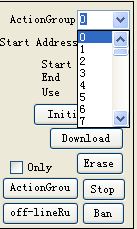 ActionGroup 0
0
Start Address
1
2
3
Start
4
End
5
Use
6
7
Initi
Download
Only
Erase
ActionGrou
Stop
off-lineRu
Ban